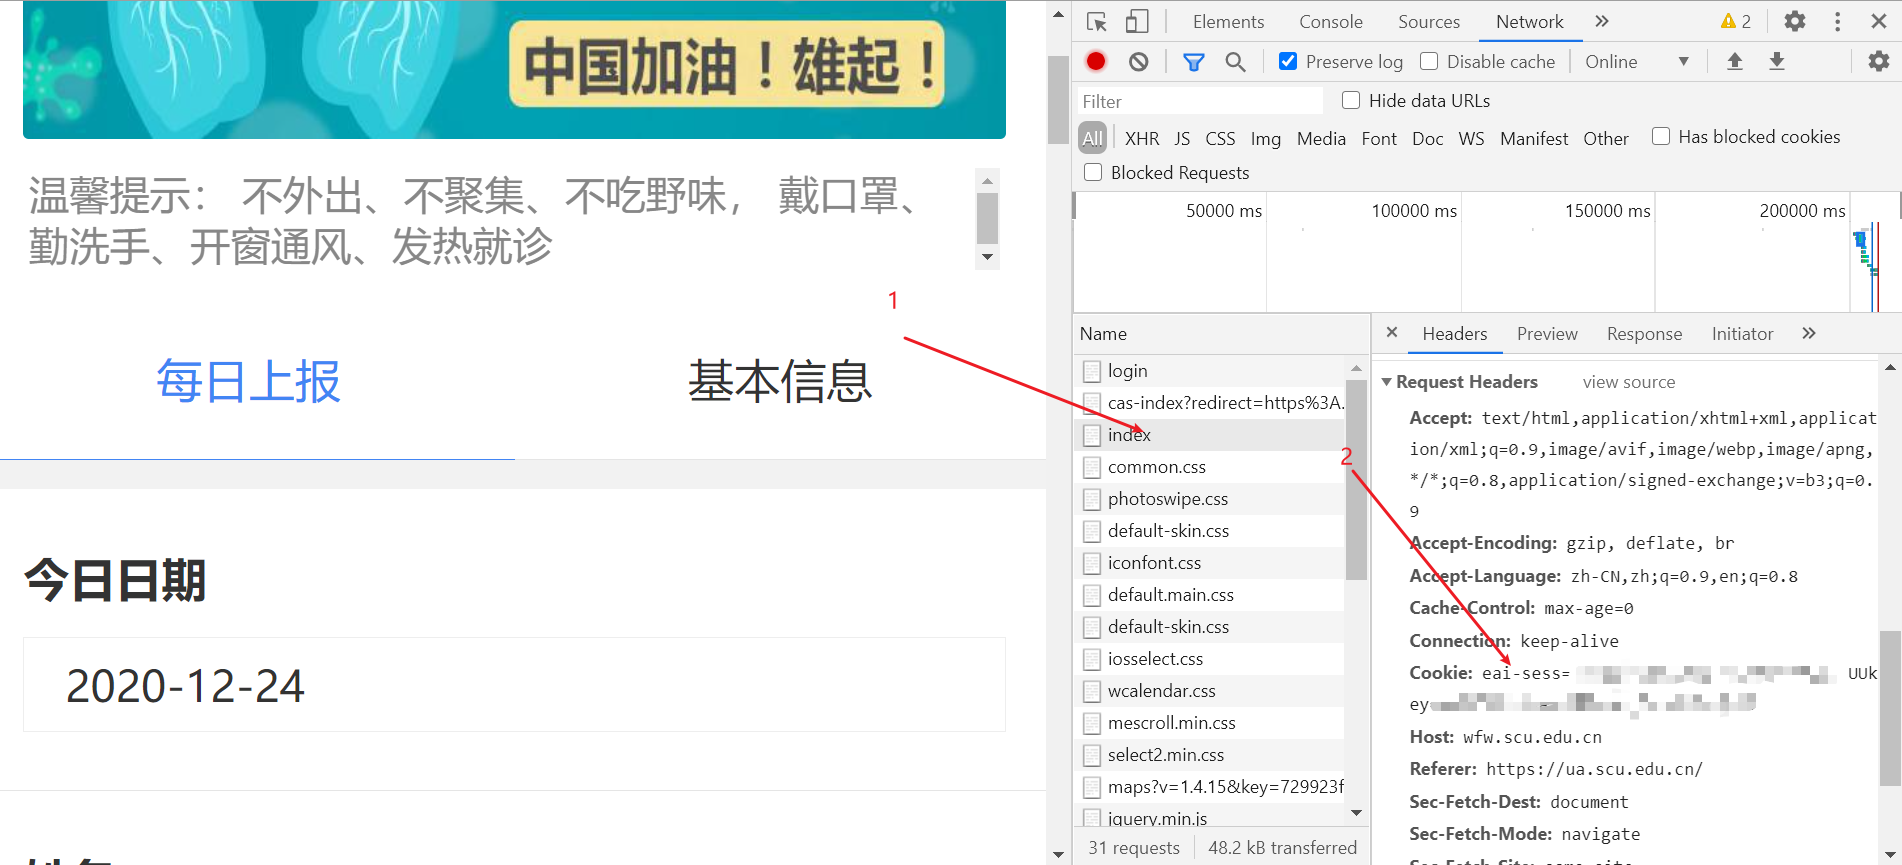 中国加油！雄起！
温馨提示： 不外出、不聚集、不吃野味， 戴口罩、
勤洗手、开窗通风、发热就诊
1
每日上报
基本信息
今日日期
2020-12-24
Elements Console Sources Network » 2
Preserve log Disable cache Online
Filter Hide data URLs
All XHR JS CSS Img Media Font Doc WS Manifest Other Has blocked cookies
Blocked Requests
50000 ms 100000 ms 150000 ms 200000 ms
Name
login
cas-index?redirect=https%3A.
index
common.css
photoswipe.css
default-skin.css
iconfont.css
default.main.css
default-skin.css
iosselect.css
wcalendar.css
mescroll.min.css
select2.min.css
maps?v=1.4.15&key=729923f
jquery.min.js
31 requests 48.2 kB transferred
2
× Headers Preview Response Initiator »
Request Headers view source
Accept: text/html,application/xhtml+xml,applicat
ion/xml;q=0.9,image/avif,image/webp,image/apng,
*/*;q=0.8,application/signed-exchange;v=b3;q=0.
9
Accept-Encoding: gzip, deflate, br
Accept-Language: zh-CN,zh;q=0.9,en;q=0.8
Cache-Control: max-age=0
Connection: keep-alive
Cookie: eai-sess= UUk
ey
Host: wfw.scu.edu.cn
Referer: https://ua.scu.edu.cn/
Sec-Fetch-Dest: document
Sec-Fetch-Mode: navigate